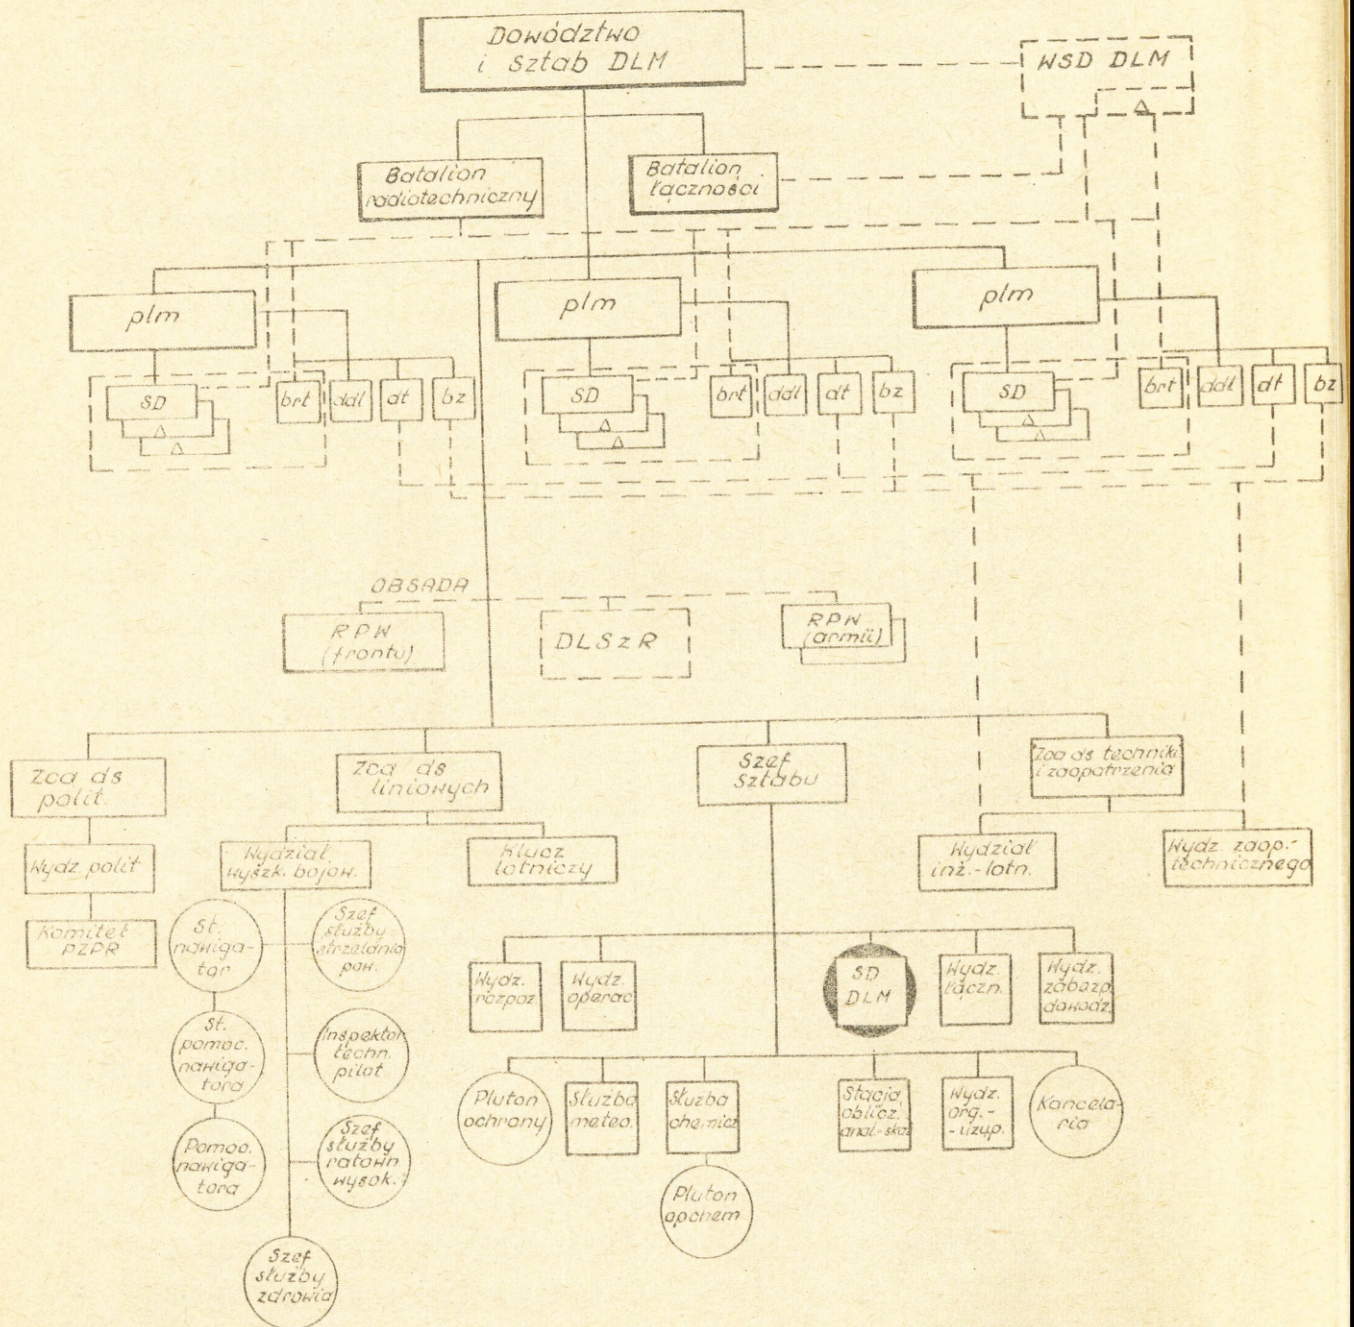 Dowództwo
i sztab DLM
WSD DLM
Δ
Batalion
radiotechniczny
Batalion
łączności
plm
plm
plm
SD
Δ
Δ
brt
ddl
dt
bz
SD
Δ
Δ
brt
ddl
dt
bz
SD
Δ
Δ
brt
ddl
dt
bz
OBSADA
RPW
(frontu)
DLSzR
RPW
(armii)
Zca ds
polit.
Zca ds
liniowych
Szef
Sztabu
Zca ds techniki
i zaopatrzenia
Wydz polit
Komitet
PZPR
Wydział
wyszk. bojow.
Klucz
lotniczy
Wydział
inż.-lotn.
Wydz. zaop.-
technicznego
St.
nawiga-
tor
Szef
służby
strzelania
pow.
St.
pomoc.
nawiga-
tora
Inspektor
techn.
pilot
Pomoc.
nawiga-
tora
Szef
służby
ratown
wysok.
Szef
służby
zdrowia
Wydz.
rozpoz
Wydz.
operac
SD
DLM
Wydz.
łączn.
Wydz.
zabezp.
dowodz.
Pluton
ochrony
Służba
meteo.
Służba
chemicz
Stacja
oblicz.
anal.-skoz
Wydz.
org.-
-uzup.
Kancela-
ria
Pluton
opchem